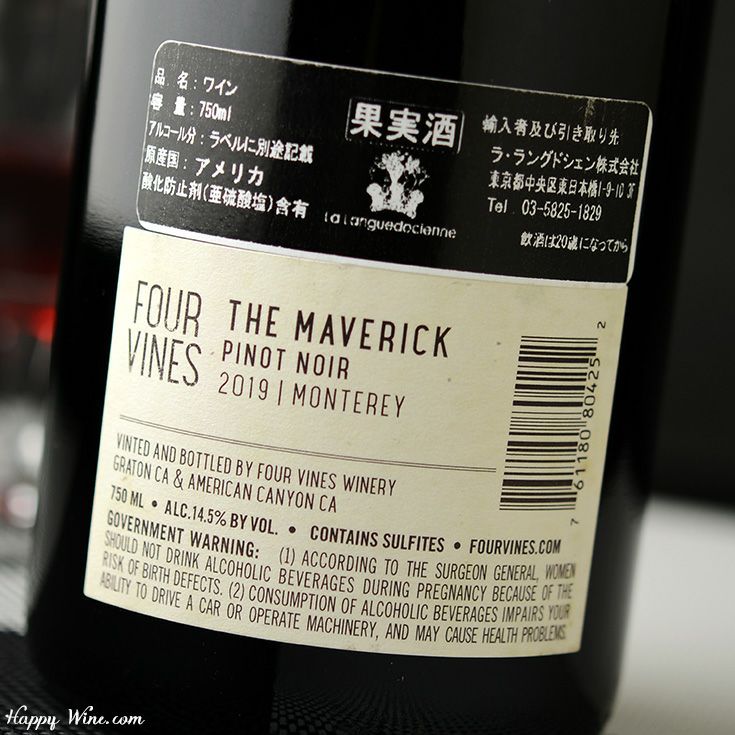 品 名：ワイン
容 量：750ml
アルコール分：ラベルに別途記載
原産国：アメリカ
酸化防止剤(亜硫酸塩)含有
果実酒
La Languedocienne
輸入者及び引き取り先
ラ・ラングドシェン株式会社
東京都中央区東日本橋1-9-10 3F
Tel 03-5825-1829
飲酒は20歳になってから
FOUR
VINES
THE MAVERICK
PINOT NOIR
2019 | MONTEREY
VINTED AND BOTTLED BY FOUR VINES WINERY
GRATON CA & AMERICAN CANYON CA
750 ML • ALC.14.5% BY VOL. • CONTAINS SULFITES • FOURVINES.COM
GOVERNMENT WARNING: (1) ACCORDING TO THE SURGEON GENERAL, WOMEN
SHOULD NOT DRINK ALCOHOLIC BEVERAGES DURING PREGNANCY BECAUSE OF THE
RISK OF BIRTH DEFECTS. (2) CONSUMPTION OF ALCOHOLIC BEVERAGES IMPAIRS YOUR
ABILITY TO DRIVE A CAR OR OPERATE MACHINERY, AND MAY CAUSE HEALTH PROBLEMS.
7 61180 80425 2
Happy Wine.com